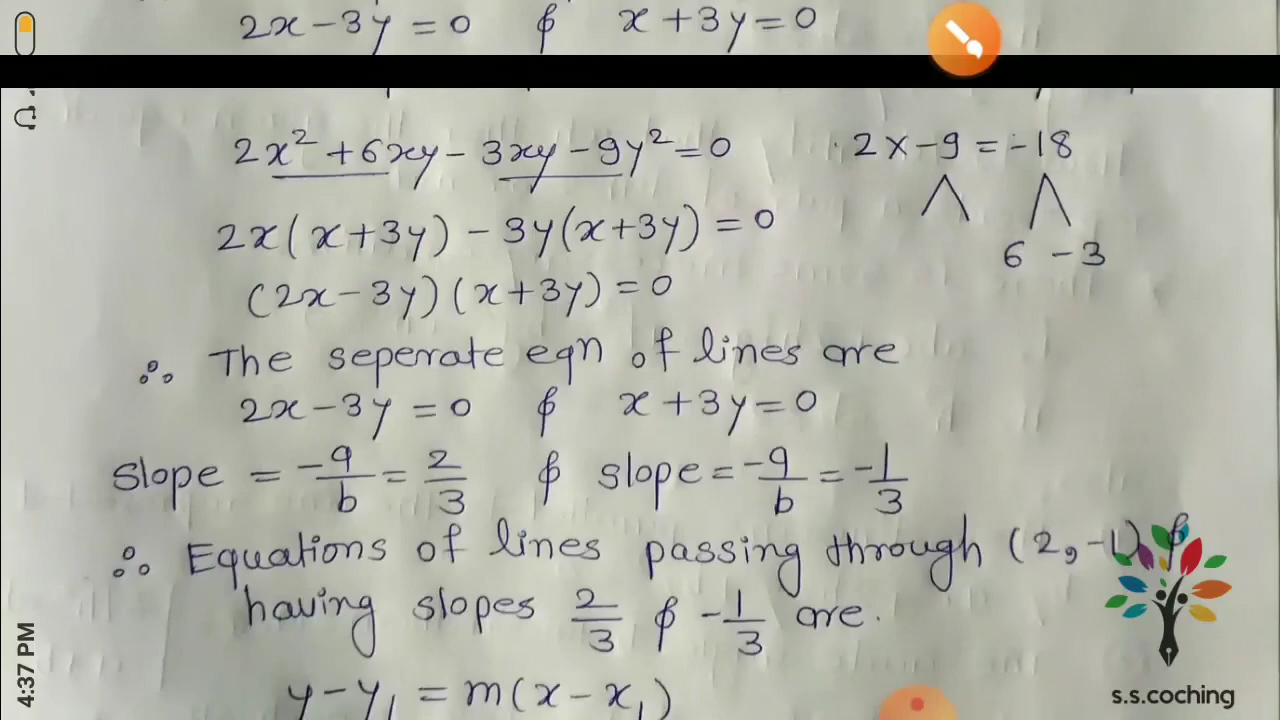 2x - 3y = 0 & x + 3y = 0
2x² + 6xy - 3xy - 9y² = 0
2x(x + 3y) - 3y(x + 3y) = 0
(2x - 3y)(x + 3y) = 0
2 x -9 = -18
6 -3
∴ The seperate eqn of lines are
2x - 3y = 0 & x + 3y = 0
Slope = -a/b = 2/3 & slope = -a/b = -1/3
∴ Equations of lines passing through (2, -1) &
having slopes 2/3 & -1/3 are.
y - y₁ = m(x - x₁)
s.s.coching
4:37 PM